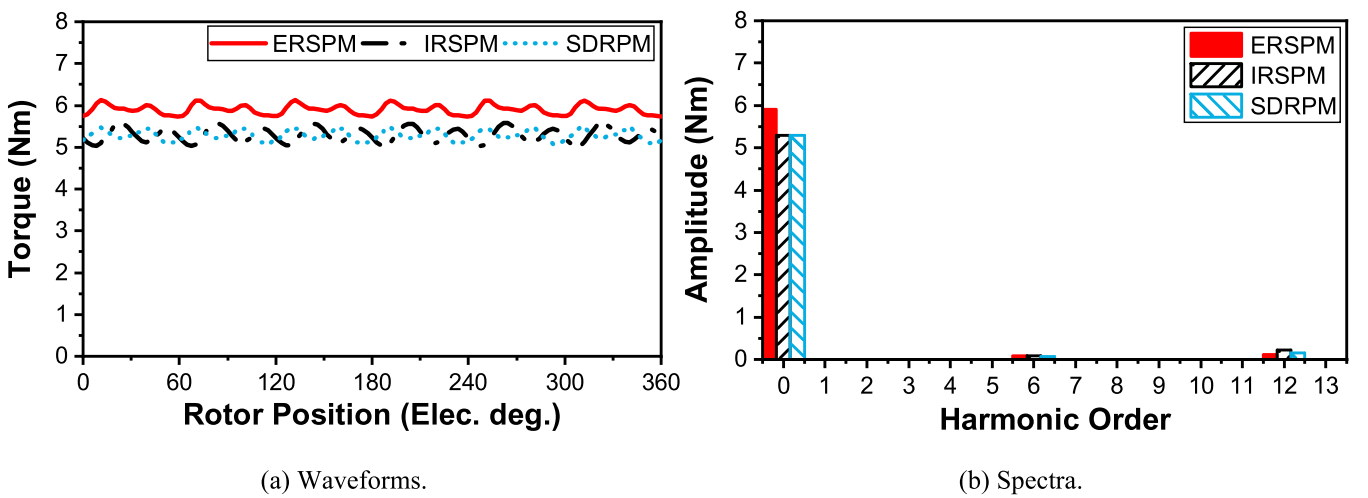 8
7
6
5
4
3
2
1
0
Torque (Nm)
ERSPM IRSPM SDRPM
0 60 120 180 240 300 360
Rotor Position (Elec. deg.)
(a) Waveforms.
8
7
6
5
4
3
2
1
0
Amplitude (Nm)
ERSPM
IRSPM
SDRPM
0 1 2 3 4 5 6 7 8 9 10 11 12 13
Harmonic Order
(b) Spectra.